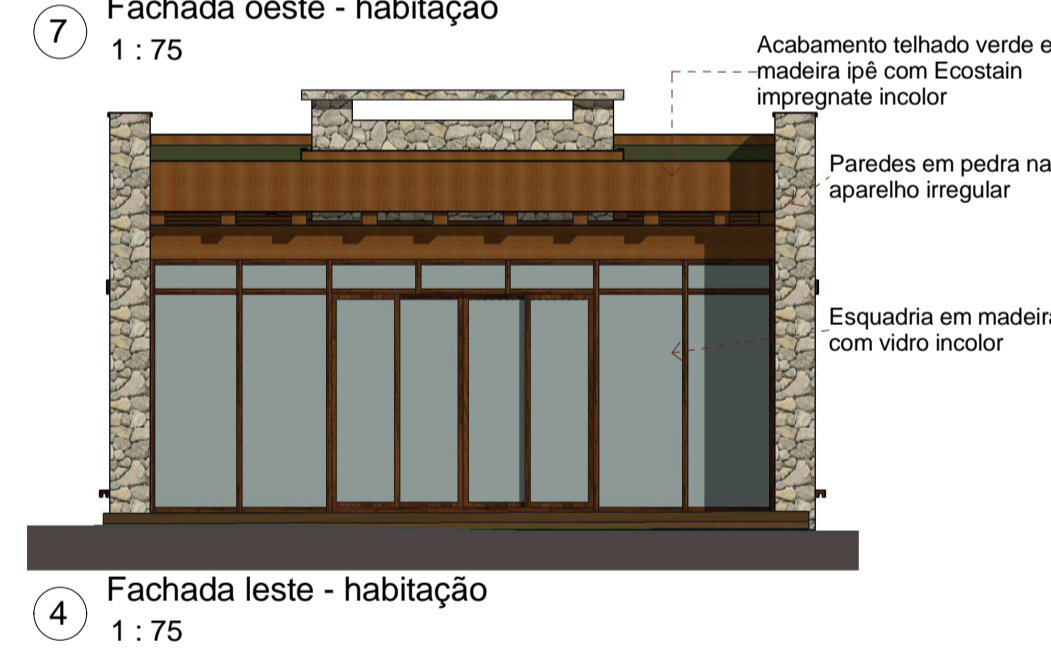 7
Fachada oeste - habitação
1 : 75
Acabamento telhado verde e
madeira ipê com Ecostain
impregnate incolor
Paredes em pedra na
aparelho irregular
Esquadria em madeira
com vidro incolor
4
Fachada leste - habitação
1 : 75